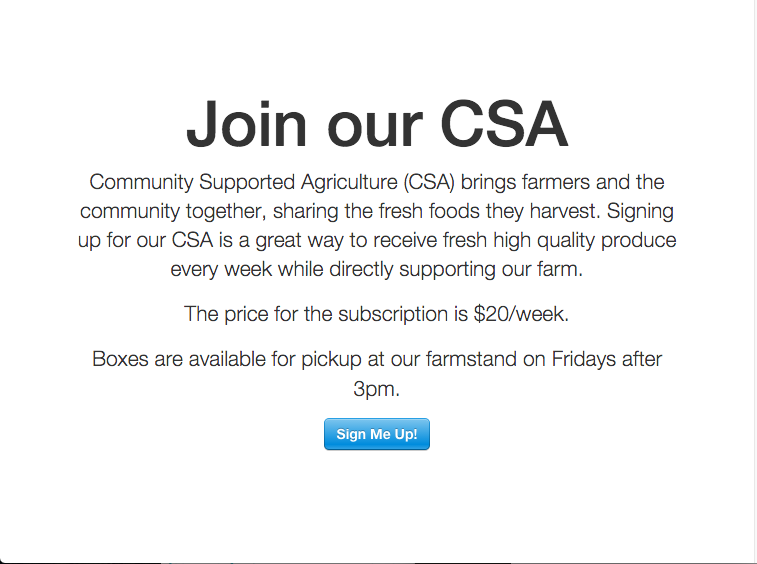 Join our CSA
Community Supported Agriculture (CSA) brings farmers and the
community together, sharing the fresh foods they harvest. Signing
up for our CSA is a great way to receive fresh high quality produce
every week while directly supporting our farm.
The price for the subscription is $20/week.
Boxes are available for pickup at our farmstand on Fridays after
3pm.
Sign Me Up!